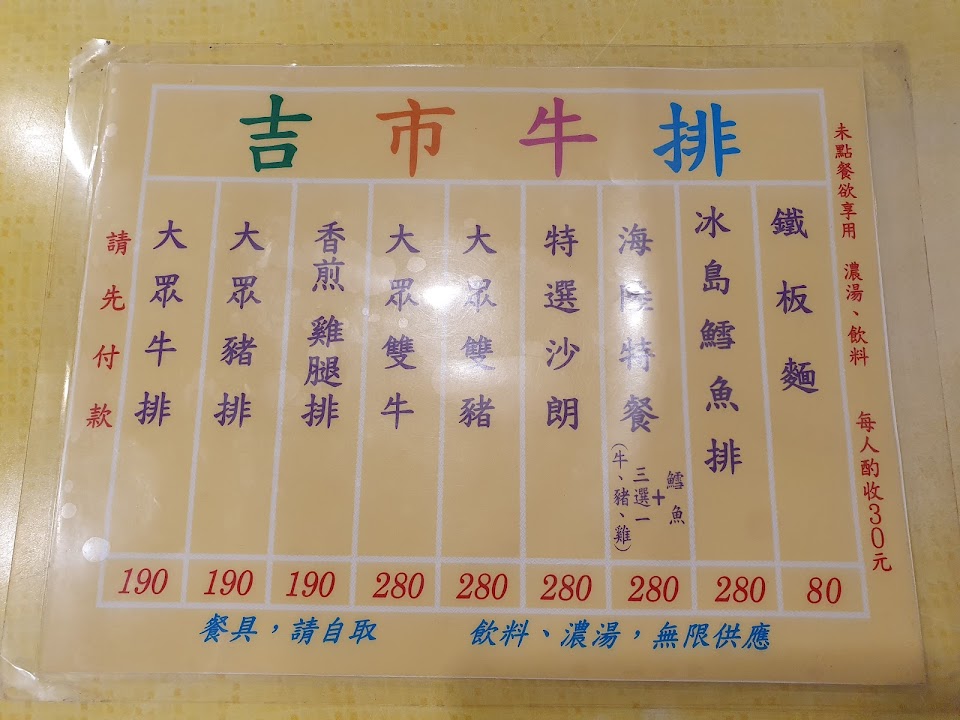 吉市牛排
未點餐欲享用 濃湯、飲料 每人酌收30元
鐵板麵
80
冰島鱈魚排
280
海陸特餐
鱈魚
+
三選一
(牛、豬、雞)
280
特選沙朗
280
大眾雙豬
280
大眾雙牛
280
香煎雞腿排
190
大眾豬排
190
大眾牛排
190
請先付款
餐具，請自取
飲料、濃湯，無限供應